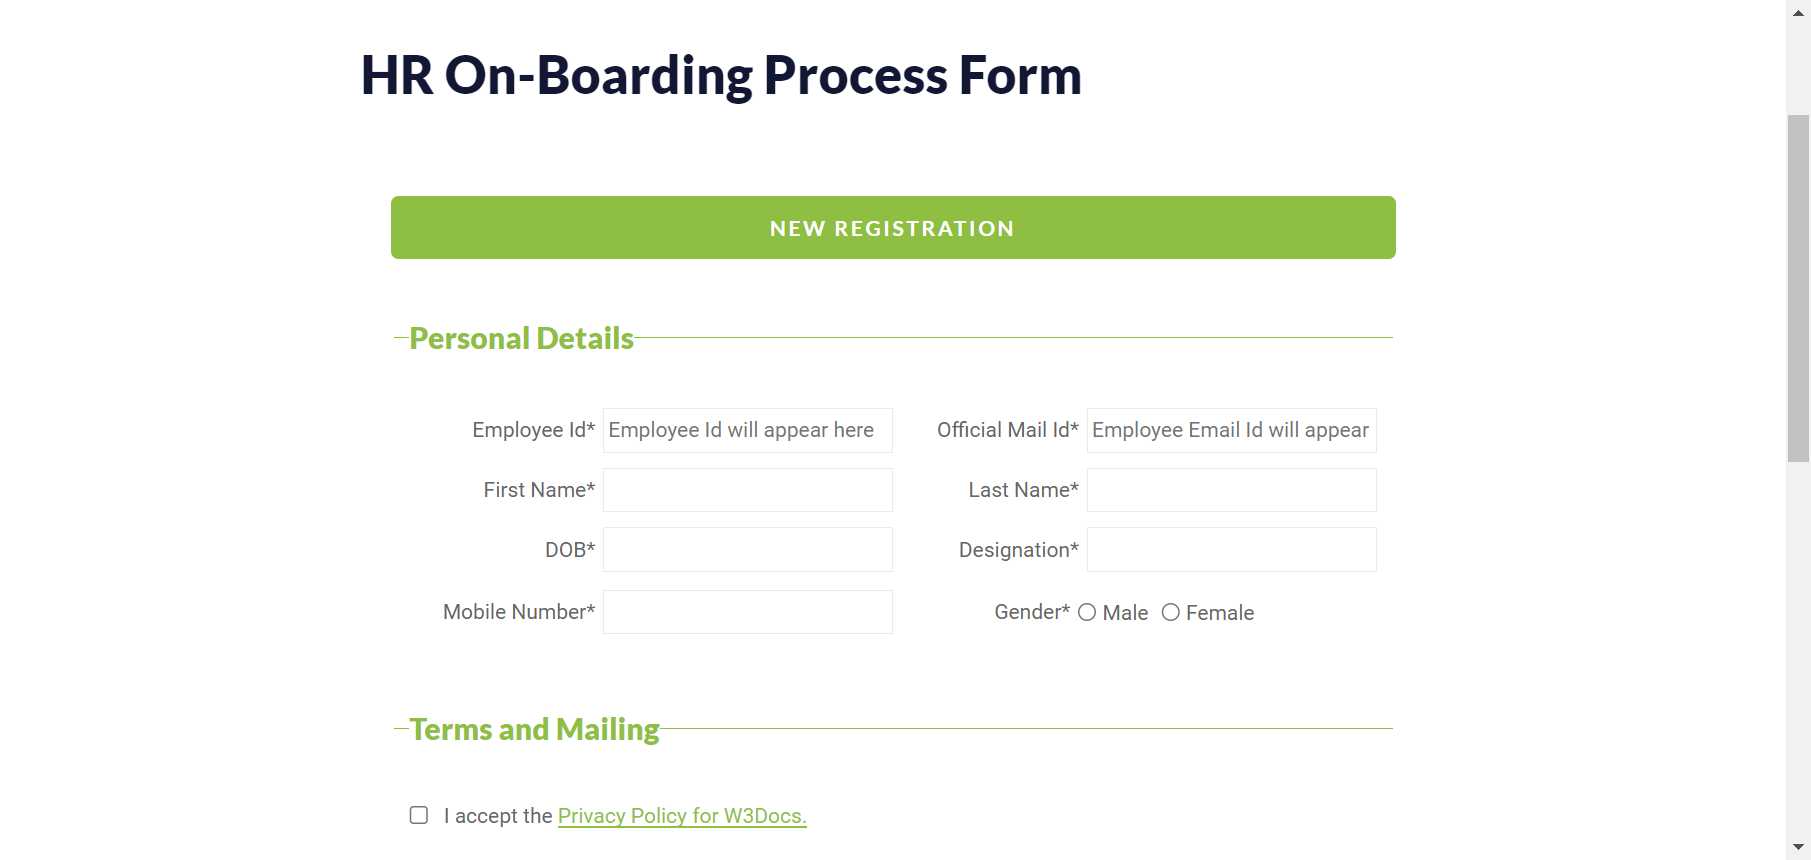 HR On-Boarding Process Form
NEW REGISTRATION
Personal Details
Employee Id* Employee Id will appear here Official Mail Id* Employee Email Id will appear
First Name* Last Name*
DOB* Designation*
Mobile Number* Gender* Male Female
Terms and Mailing
I accept the Privacy Policy for W3Docs.